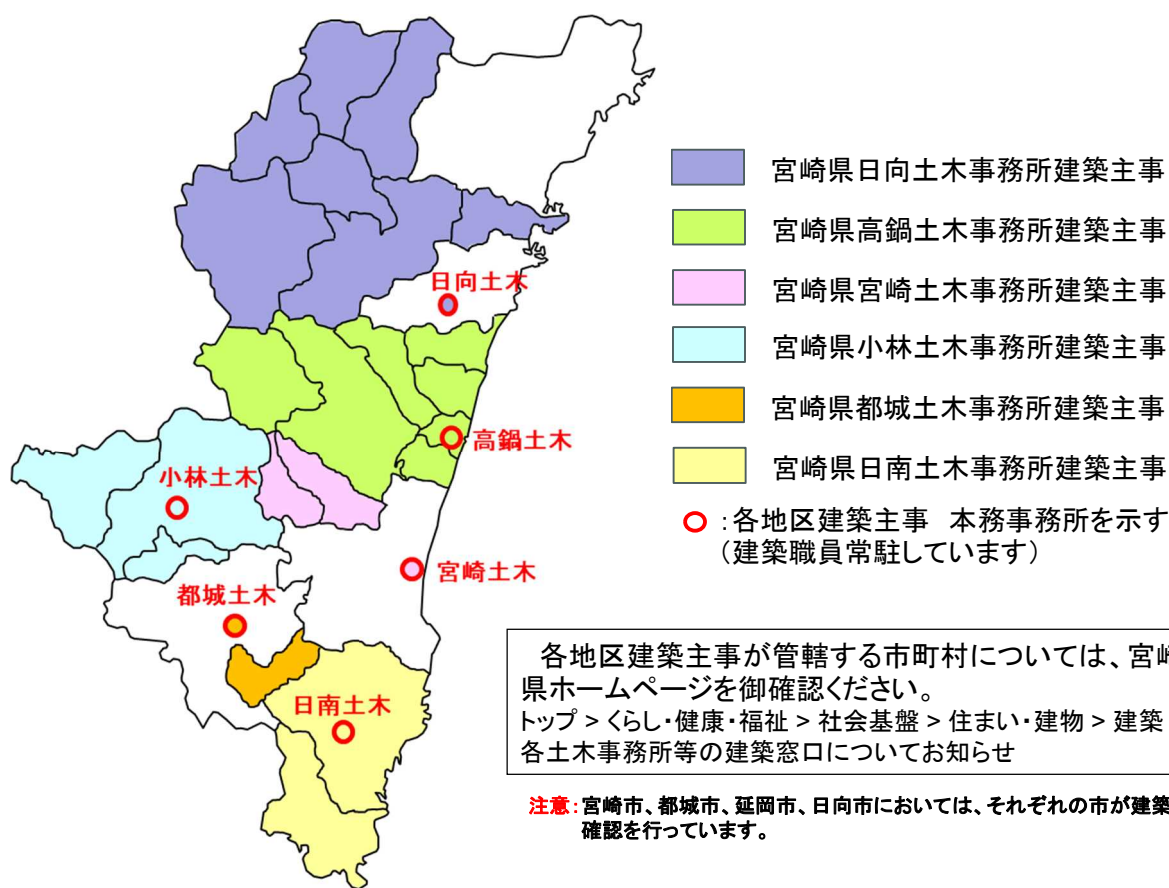 宮崎県日向土木事務所建築主事
宮崎県高鍋土木事務所建築主事
宮崎県宮崎土木事務所建築主事
宮崎県小林土木事務所建築主事
宮崎県都城土木事務所建築主事
宮崎県日南土木事務所建築主事
:各地区建築主事 本務事務所を示す
(建築職員常駐しています)
日向土木
高鍋土木
小林土木
宮崎土木
都城土木
日南土木
各地区建築主事が管轄する市町村については、宮崎
県ホームページを御確認ください。
トップ > くらし・健康・福祉 > 社会基盤 > 住まい・建物 > 建築
各土木事務所等の建築窓口についてお知らせ
注意:宮崎市、都城市、延岡市、日向市においては、それぞれの市が建築
確認を行っています。